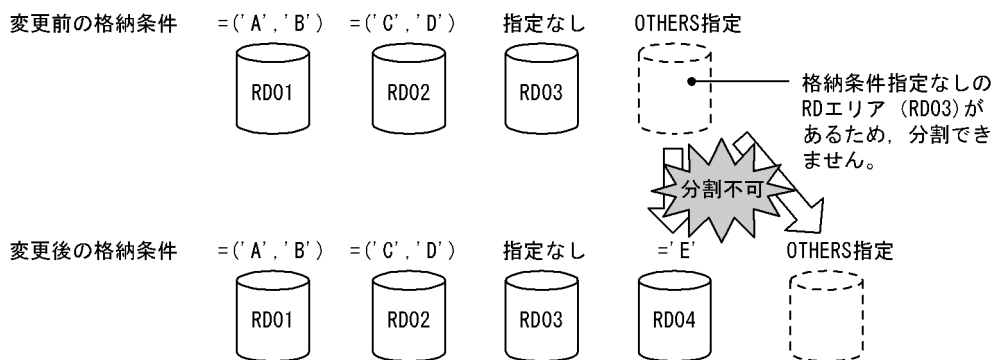 変更前の格納条件 =('A','B') =('C','D') 指定なし OTHERS指定
RD01 RD02 RD03
格納条件指定なしの
RDエリア (RD03)が
あるため，分割でき
ません。
分割不可
変更後の格納条件 =('A','B') =('C','D') 指定なし ='E' OTHERS指定
RD01 RD02 RD03 RD04